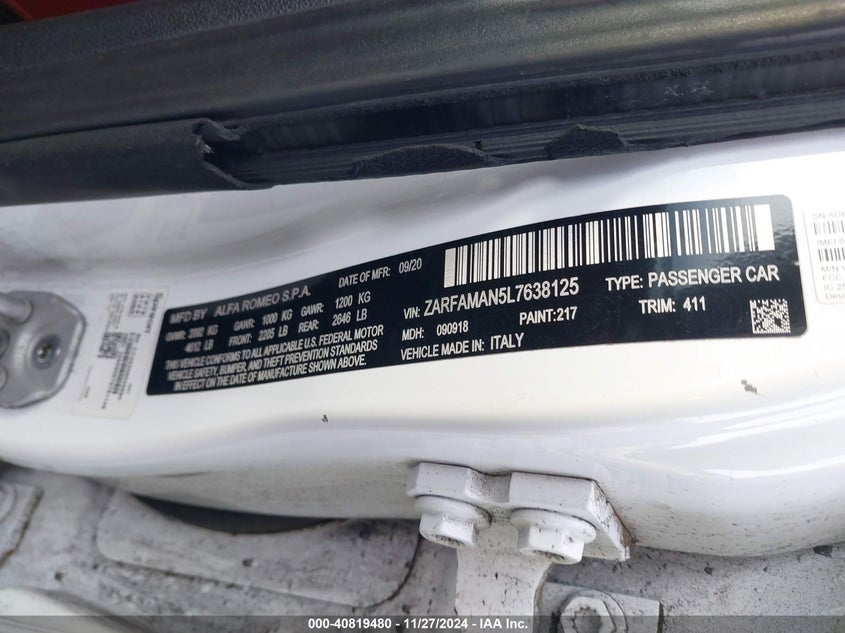 MFD BY ALFA ROMEO S.P.A. DATE OF MFR: 09/20
GVWR: 2092 KG GAWR: 1000 KG GAWR: 1200 KG
4612 LB FRONT: 2205 LB REAR: 2646 LB
THIS VEHICLE CONFORMS TO ALL APPLICABLE U.S. FEDERAL MOTOR
VEHICLE SAFETY, BUMPER, AND THEFT PREVENTION STANDARDS
IN EFFECT ON THE DATE OF MANUFACTURE SHOWN ABOVE.
VIN: ZARFAMAN5L7638125 TYPE: PASSENGER CAR
MDH: 090918 PAINT: 217 TRIM: 411
VEHICLE MADE IN: ITALY
000-40819480 - 11/27/2024 - IAA Inc.